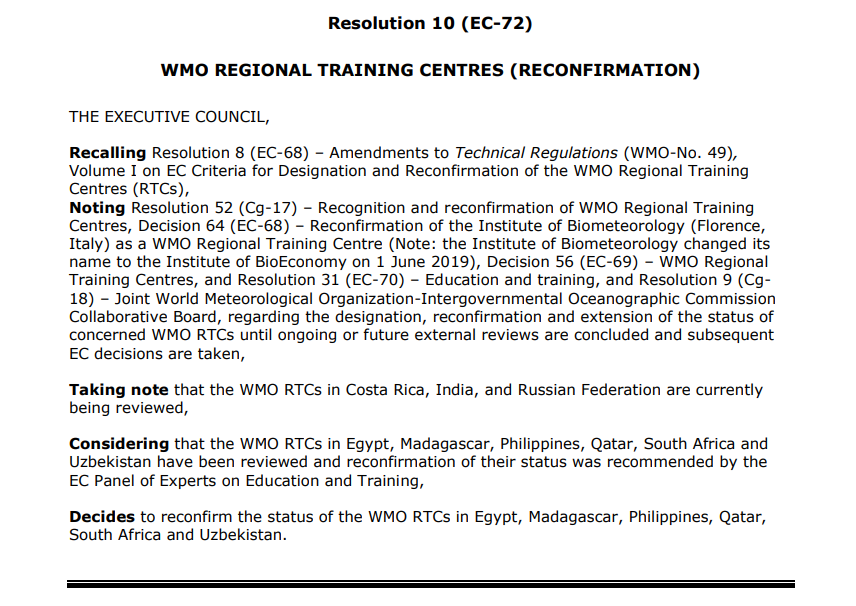 Resolution 10 (EC-72)
WMO REGIONAL TRAINING CENTRES (RECONFIRMATION)
THE EXECUTIVE COUNCIL,
Recalling Resolution 8 (EC-68) – Amendments to Technical Regulations (WMO-No. 49),
Volume I on EC Criteria for Designation and Reconfirmation of the WMO Regional Training
Centres (RTCs),
Noting Resolution 52 (Cg-17) – Recognition and reconfirmation of WMO Regional Training
Centres, Decision 64 (EC-68) – Reconfirmation of the Institute of Biometeorology (Florence,
Italy) as a WMO Regional Training Centre (Note: the Institute of Biometeorology changed its
name to the Institute of BioEconomy on 1 June 2019), Decision 56 (EC-69) – WMO Regional
Training Centres, and Resolution 31 (EC-70) – Education and training, and Resolution 9 (Cg-
18) – Joint World Meteorological Organization-Intergovernmental Oceanographic Commission
Collaborative Board, regarding the designation, reconfirmation and extension of the status of
concerned WMO RTCs until ongoing or future external reviews are concluded and subsequent
EC decisions are taken,
Taking note that the WMO RTCs in Costa Rica, India, and Russian Federation are currently
being reviewed,
Considering that the WMO RTCs in Egypt, Madagascar, Philippines, Qatar, South Africa and
Uzbekistan have been reviewed and reconfirmation of their status was recommended by the
EC Panel of Experts on Education and Training,
Decides to reconfirm the status of the WMO RTCs in Egypt, Madagascar, Philippines, Qatar,
South Africa and Uzbekistan.